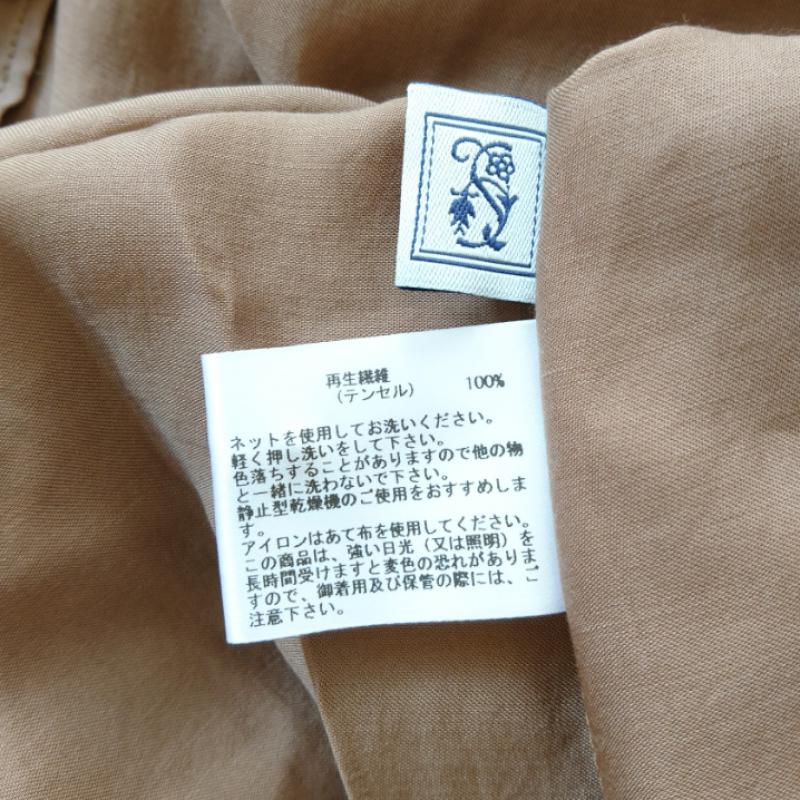 再生繊維 100%
（テンセル）
ネットを使用してお洗いください。
軽く押し洗いをして下さい。
色落ちすることがありますので他の物
と一緒に洗わないで下さい。
静止型乾燥機のご使用をおすすめしま
す。
アイロンはあて布を使用してください。
この商品は、強い日光（又は照明）を
長時間受けますと変色の恐れがありま
すので、御着用及び保管の際には、ご
注意下さい。